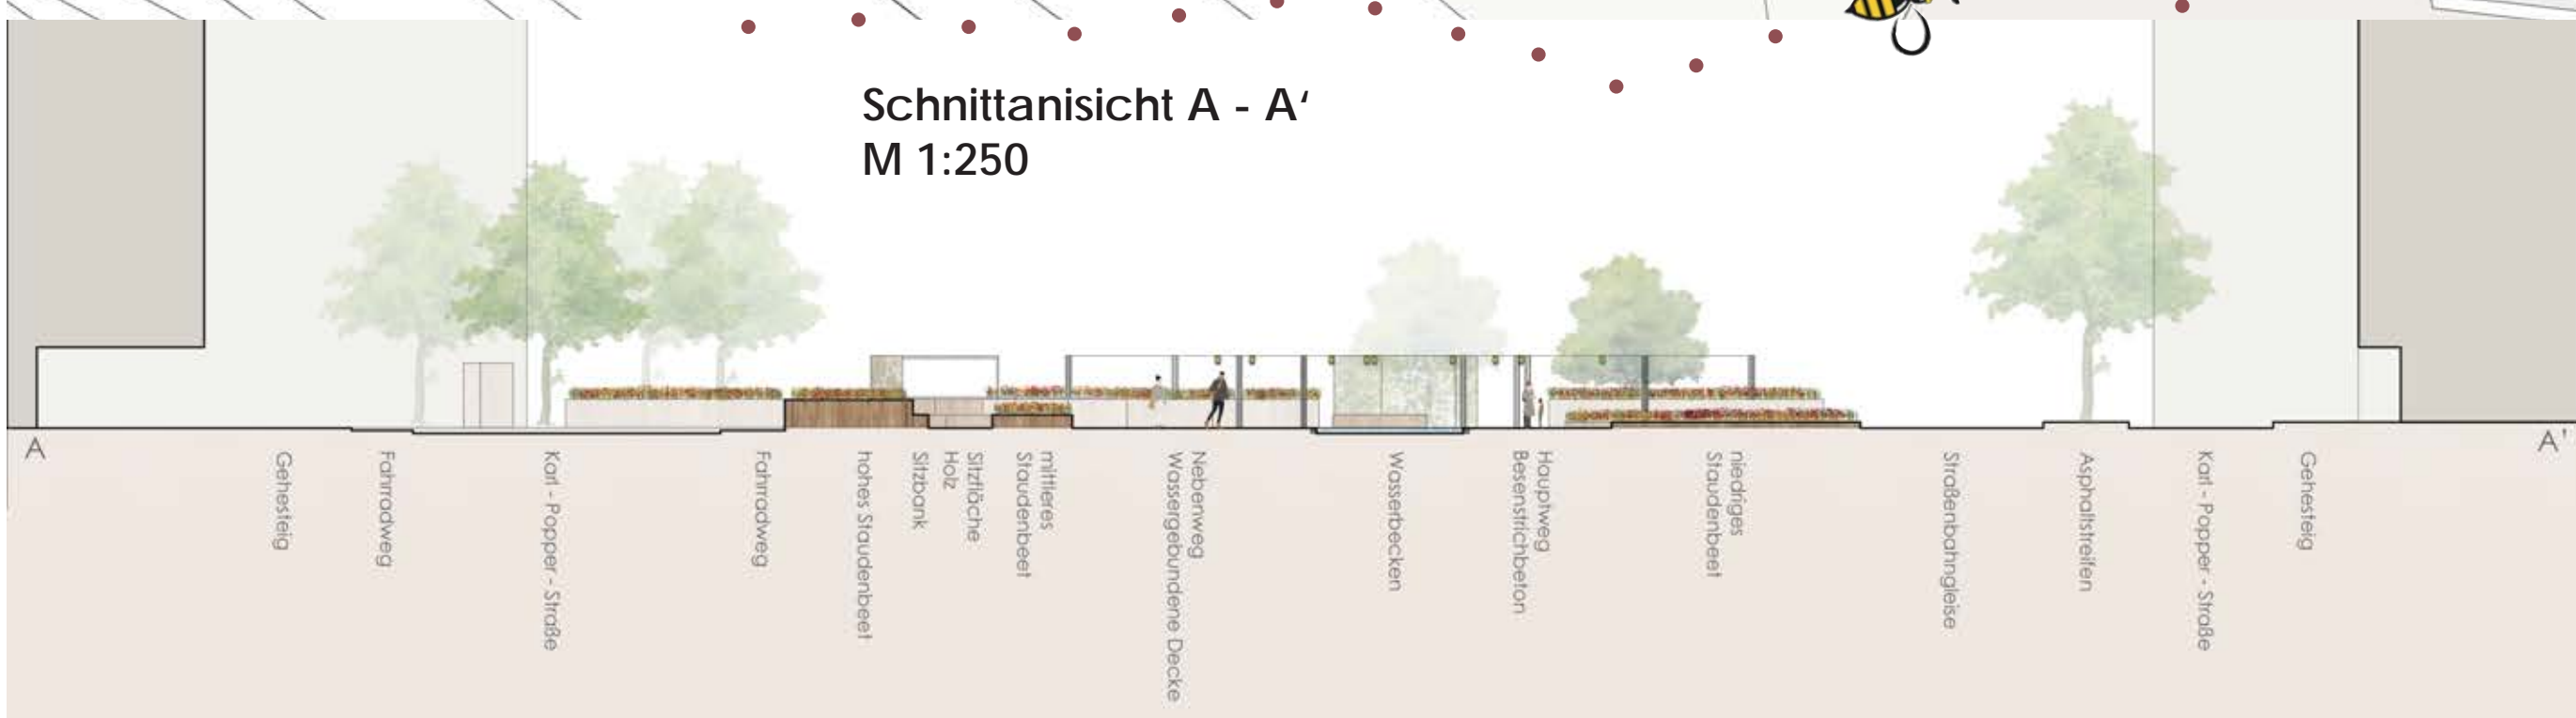 Schnittanisicht A - A‘
M 1:250
A
A'
Gehesteig
Fahrradweg
Karl - Popper - Straße
Fahrradweg
hohes Staudenbeet
Sitzbank
Sitzfläche
Holz
mittleres
Staudenbeet
Nebenweg
Wassergebundene Decke
Wasserbecken
Hauptweg
Besenstrichbeton
niedriges
Staudenbeet
Straßenbahngleise
Asphaltstreifen
Karl - Popper - Straße
Gehesteig